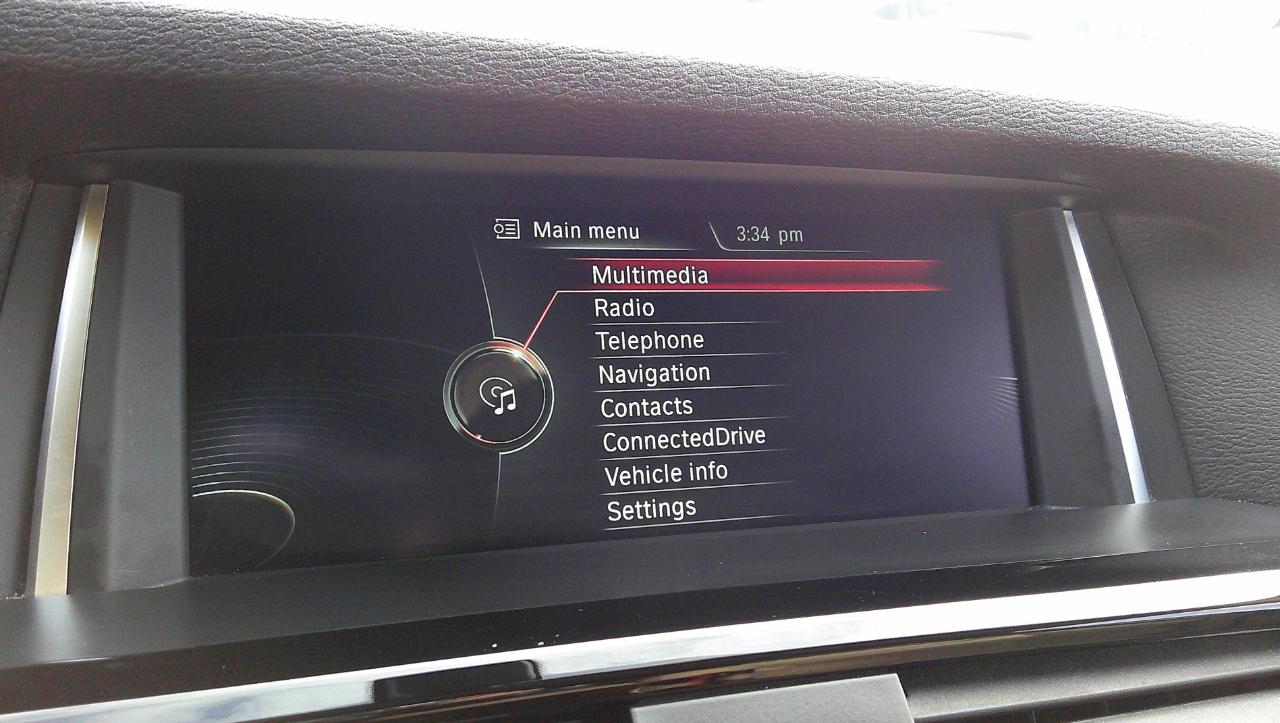 Main menu
3:34 pm
Multimedia
Radio
Telephone
Navigation
Contacts
ConnectedDrive
Vehicle info
Settings